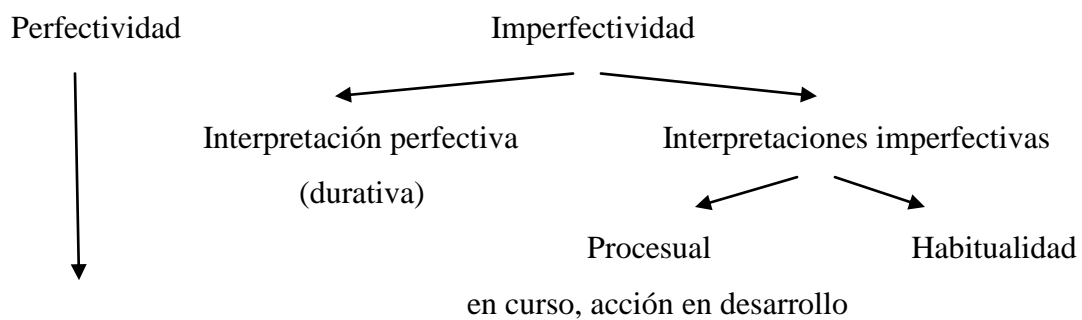 Perfectividad Imperfectividad
Interpretación perfectiva Interpretaciones imperfectivas
(durativa)
Procesual Habitualidad
en curso, acción en desarrollo